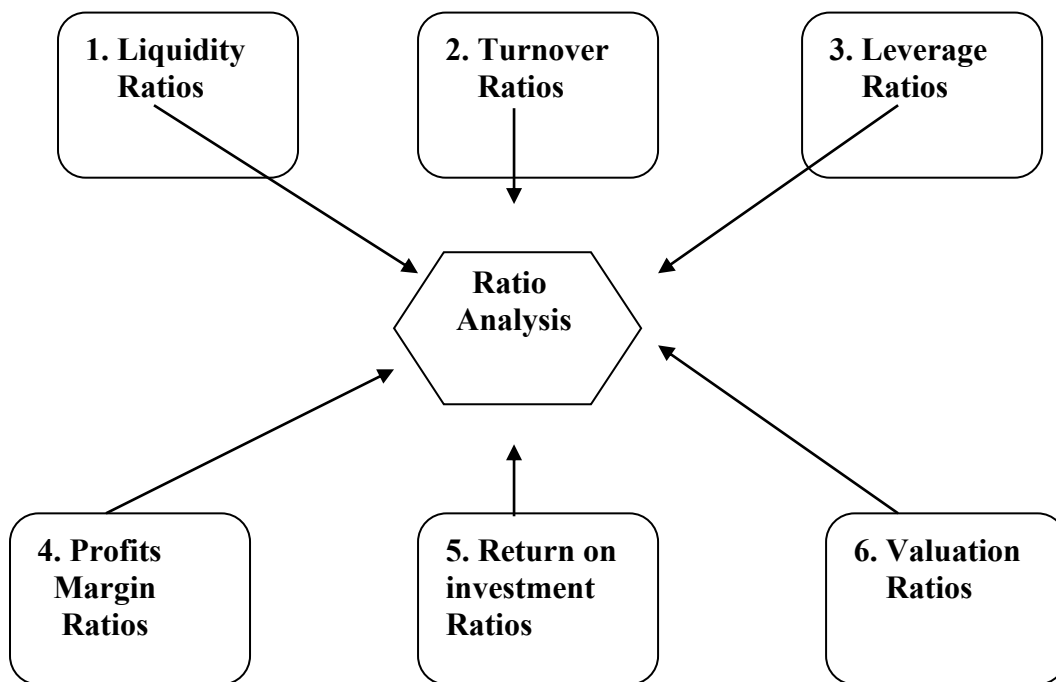 1. Liquidity
Ratios
2. Turnover
Ratios
3. Leverage
Ratios
Ratio
Analysis
4. Profits
Margin
Ratios
5. Return on
investment
Ratios
6. Valuation
Ratios